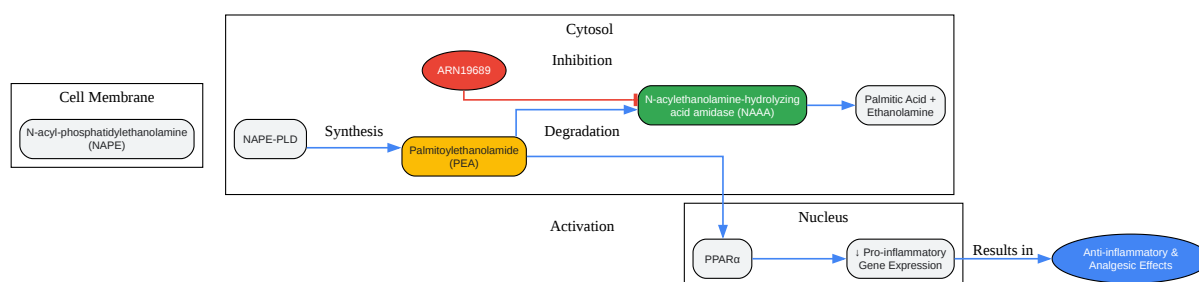 Cytosol
Inhibition
ARN19689
Cell Membrane
N-acyl-phosphatidylethanolamine
(NAPE)
NAPE-PLD
Synthesis
Palmitoylethanolamide
(PEA)
Degradation
N-acylethanolamine-hydrolyzing
acid amidase (NAAA)
Palmitic Acid +
Ethanolamine
Activation
Nucleus
PPARα
↓ Pro-inflammatory
Gene Expression
Results in
Anti-inflammatory &
Analgesic Effects